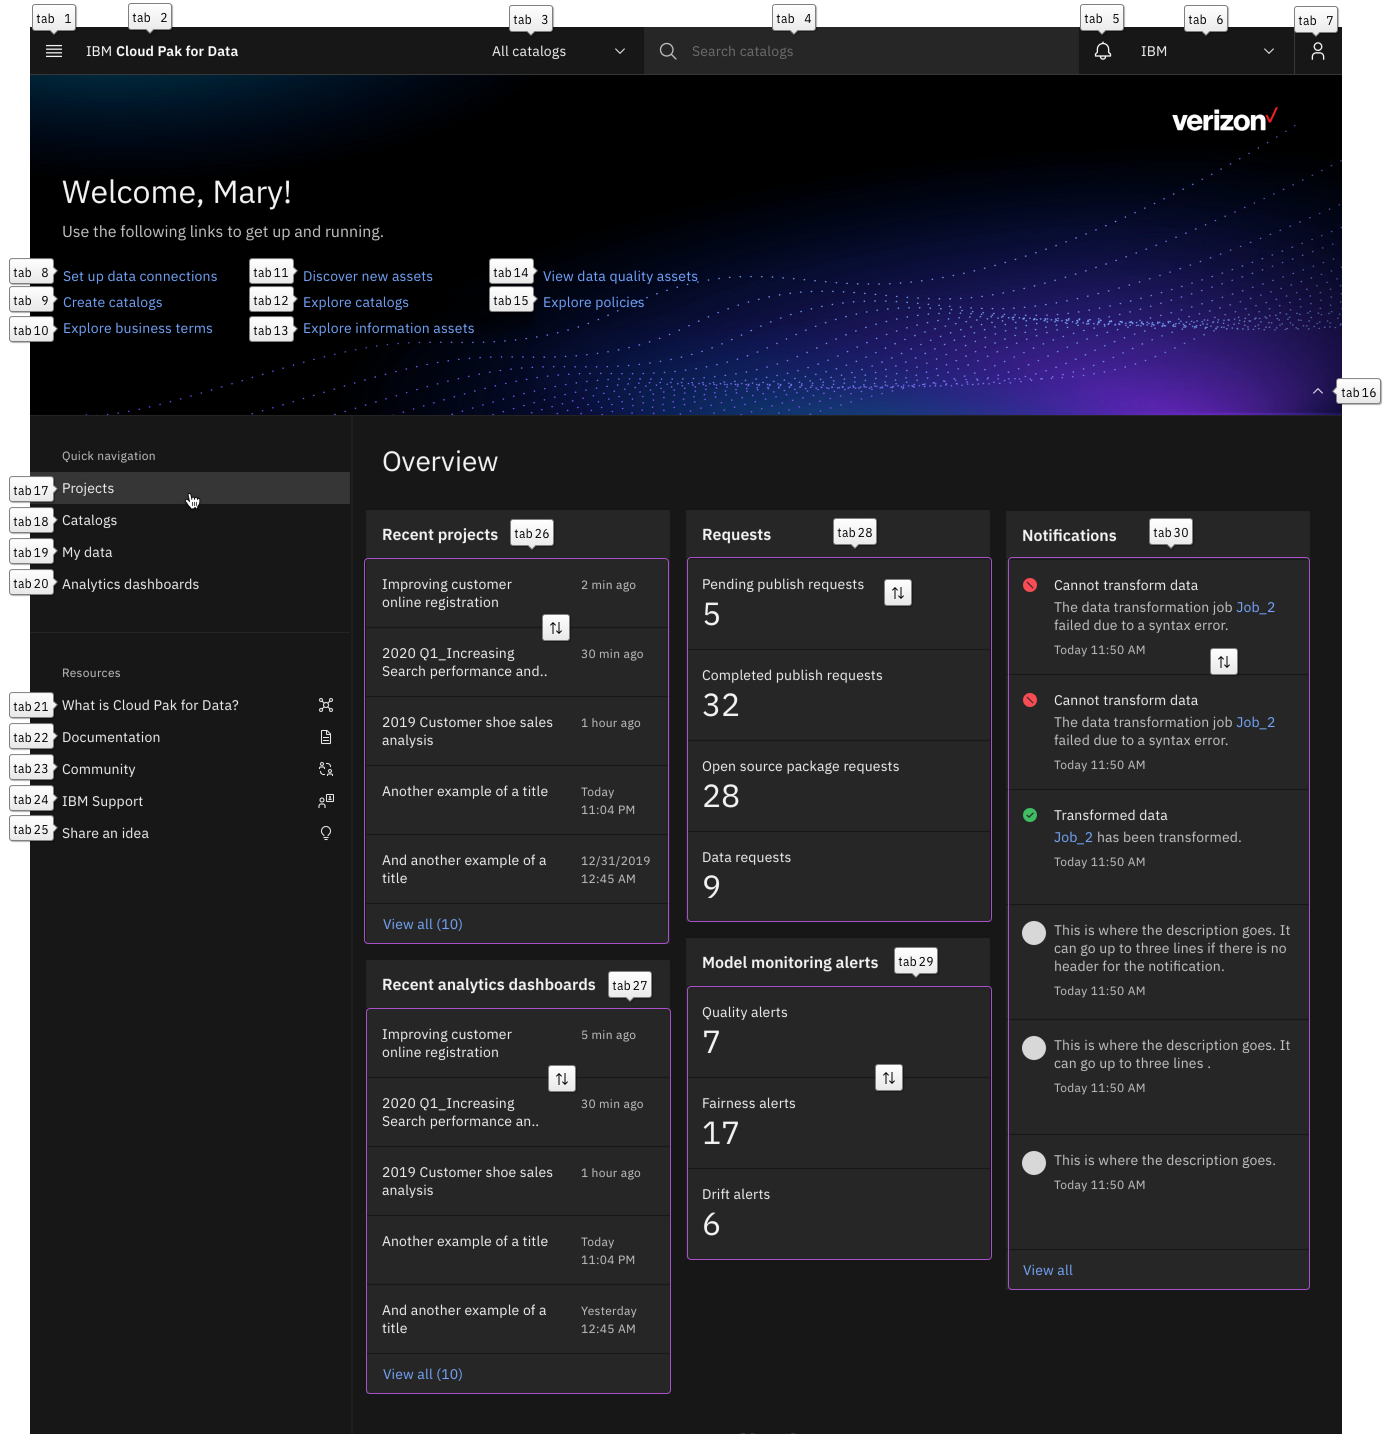 tab 1
tab 2
tab 3
tab 4
tab 5
tab 6
tab 7
IBM Cloud Pak for Data
All catalogs
Search catalogs
IBM
verizon
Welcome, Mary!
Use the following links to get up and running.
tab 8
Set up data connections
tab 9
Create catalogs
tab 10
Explore business terms
tab 11
Discover new assets
tab 12
Explore catalogs
tab 13
Explore information assets
tab 14
View data quality assets
tab 15
Explore policies
tab 16
Quick navigation
tab 17
Projects
tab 18
Catalogs
tab 19
My data
tab 20
Analytics dashboards
Resources
tab 21
What is Cloud Pak for Data?
tab 22
Documentation
tab 23
Community
tab 24
IBM Support
tab 25
Share an idea
Overview
Recent projects
tab 26
Improving customer
online registration
2 min ago
2020 Q1_Increasing
Search performance and..
30 min ago
2019 Customer shoe sales
analysis
1 hour ago
Another example of a title
Today
11:04 PM
And another example of a
title
12/31/2019
12:45 AM
View all (10)
Recent analytics dashboards
tab 27
Improving customer
online registration
5 min ago
2020 Q1_Increasing
Search performance an..
30 min ago
2019 Customer shoe sales
analysis
1 hour ago
Another example of a title
Today
11:04 PM
And another example of a
title
Yesterday
12:45 AM
View all (10)
Requests
tab 28
Pending publish requests
5
Completed publish requests
32
Open source package requests
28
Data requests
9
Model monitoring alerts
tab 29
Quality alerts
7
Fairness alerts
17
Drift alerts
6
Notifications
tab 30
Cannot transform data
The data transformation job Job_2
failed due to a syntax error.
Today 11:50 AM
Cannot transform data
The data transformation job Job_2
failed due to a syntax error.
Today 11:50 AM
Transformed data
Job_2 has been transformed.
Today 11:50 AM
This is where the description goes. It
can go up to three lines if there is no
header for the notification.
Today 11:50 AM
This is where the description goes. It
can go up to three lines .
Today 11:50 AM
This is where the description goes.
Today 11:50 AM
View all